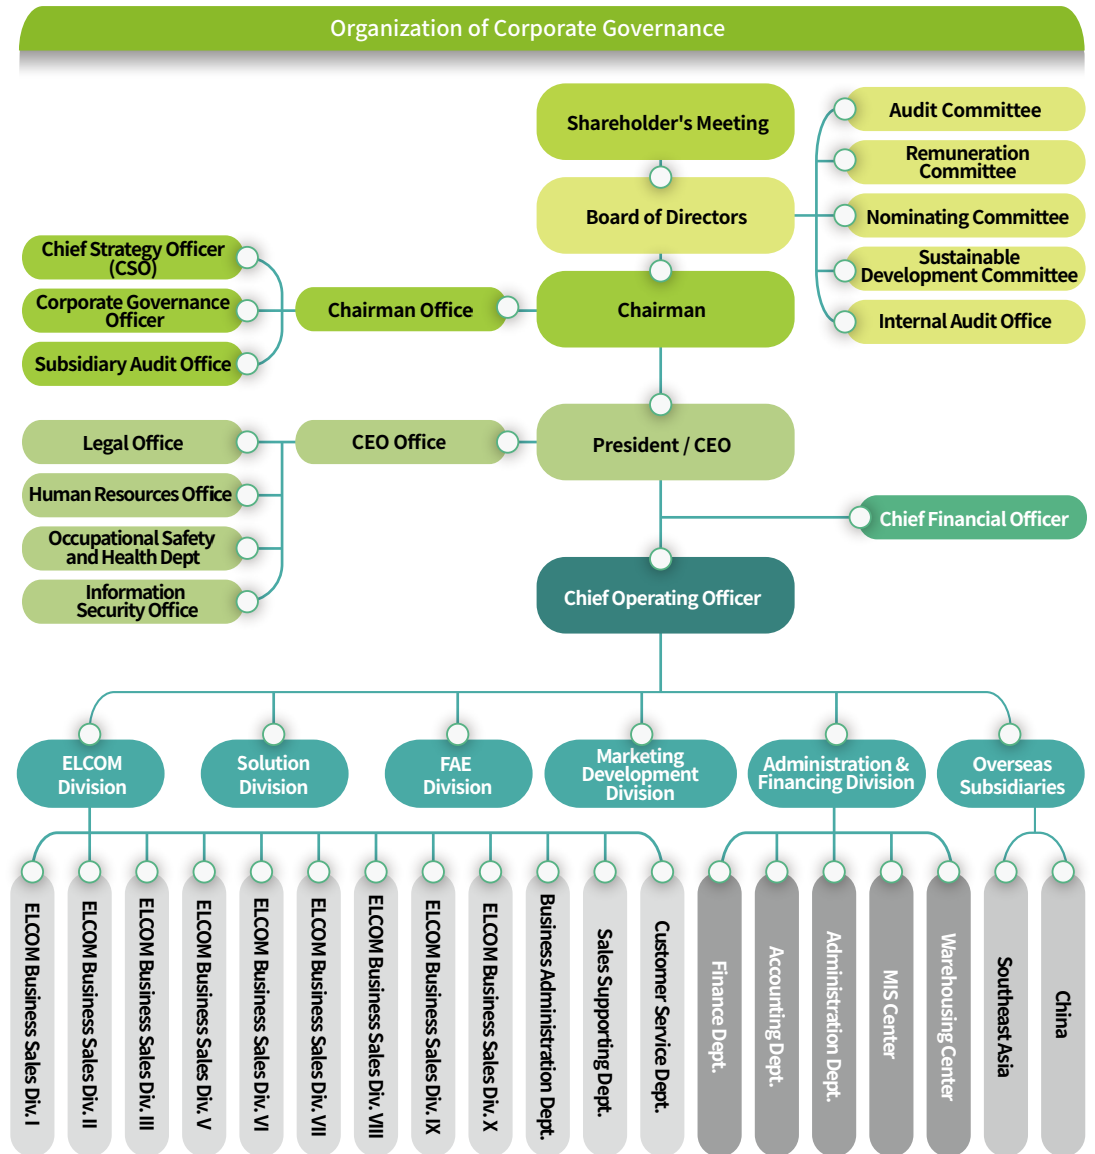 Organization of Corporate Governance
Shareholder's Meeting
Board of Directors
Chairman
Audit Committee
Remuneration
Committee
Nominating Committee
Sustainable
Development Committee
Internal Audit Office
Chief Strategy Officer
(CSO)
Corporate Governance
Officer
Subsidiary Audit Office
Chairman Office
Legal Office
Human Resources Office
Occupational Safety
and Health Dept
Information
Security Office
CEO Office
President / CEO
Chief Financial Officer
Chief Operating Officer
ELCOM
Division
Solution
Division
FAE
Division
Marketing
Development
Division
Administration &
Financing Division
Overseas
Subsidiaries
ELCOM Business Sales Div. I
ELCOM Business Sales Div. II
ELCOM Business Sales Div. III
ELCOM Business Sales Div. V
ELCOM Business Sales Div. VI
ELCOM Business Sales Div. VII
ELCOM Business Sales Div. VIII
ELCOM Business Sales Div. IX
ELCOM Business Sales Div. X
Business Administration Dept.
Sales Supporting Dept.
Customer Service Dept.
Finance Dept.
Accounting Dept.
Administration Dept.
MIS Center
Warehousing Center
Southeast Asia
China